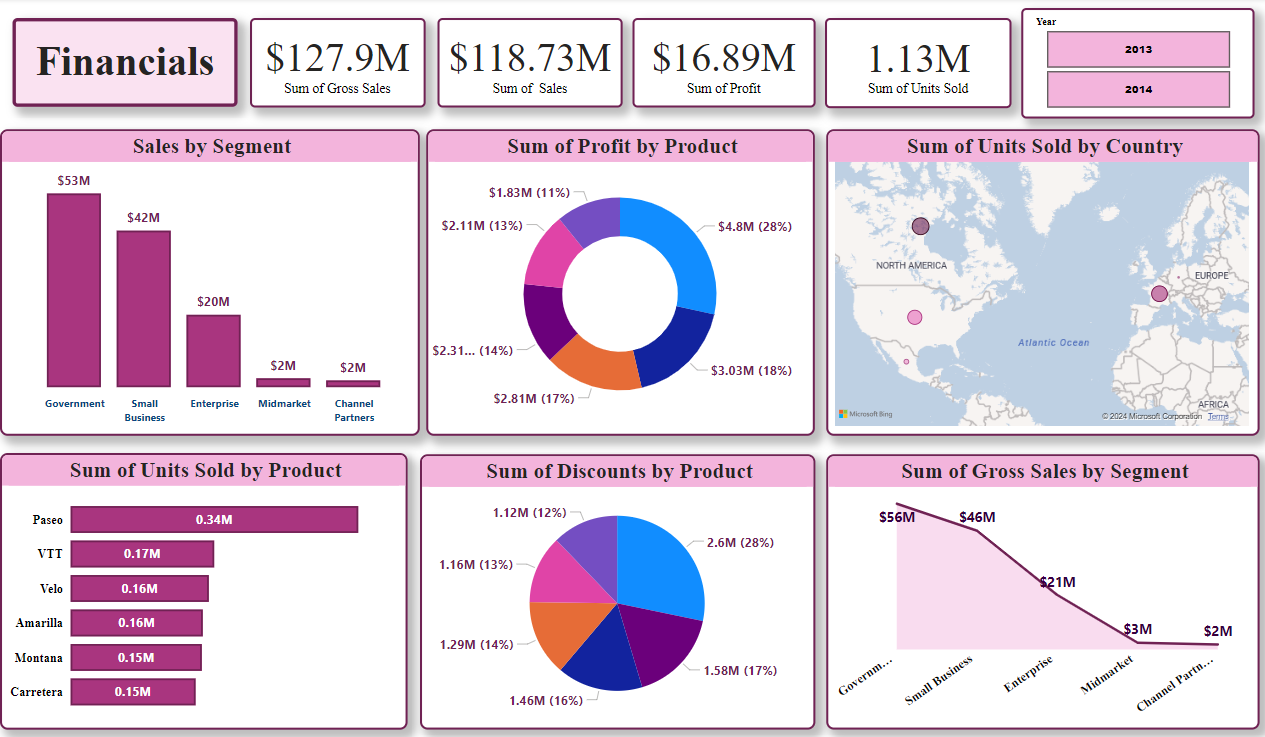 Financials
$127.9M
Sum of Gross Sales
$118.73M
Sum of  Sales
$16.89M
Sum of Profit
1.13M
Sum of Units Sold
Year
2013
2014
Sales by Segment
$53M
$42M
$20M
$2M
$2M
Government
Small
Business
Enterprise
Midmarket
Channel
Partners
Sum of Profit by Product
$1.83M (11%)
$4.8M (28%)
$2.11M (13%)
$2.31... (14%)
$3.03M (18%)
$2.81M (17%)
Sum of Units Sold by Country
NORTH AMERICA
EUROPE
Atlantic Ocean
AFRICA
Microsoft Bing
© 2024 Microsoft Corporation Terms
Sum of Units Sold by Product
Paseo 0.34M
VTT 0.17M
Velo 0.16M
Amarilla 0.16M
Montana 0.15M
Carretera 0.15M
Sum of Discounts by Product
1.12M (12%)
2.6M (28%)
1.16M (13%)
1.29M (14%)
1.58M (17%)
1.46M (16%)
Sum of Gross Sales by Segment
$56M
$46M
$21M
$3M
$2M
Governm...
Small Business
Enterprise
Midmarket
Channel Partn...